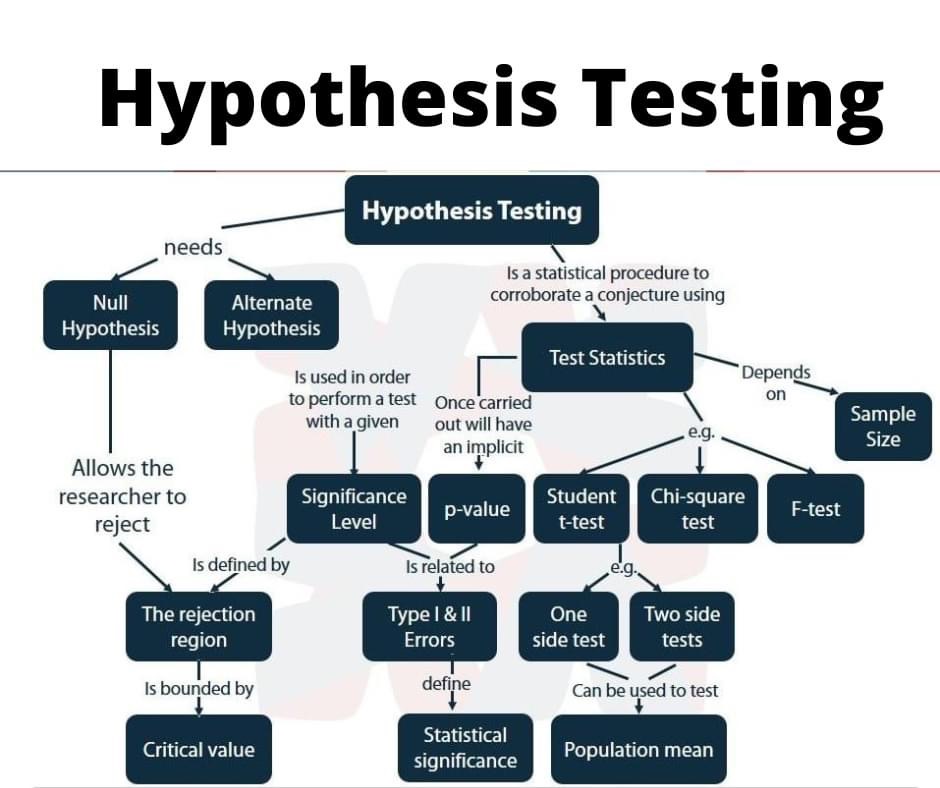 Hypothesis Testing
Hypothesis Testing
needs
Is a statistical procedure to
corroborate a conjecture using
Null
Hypothesis
Alternate
Hypothesis
Test Statistics
Depends
on
Sample
Size
Is used in order
to perform a test
with a given
Once carried
out will have
an implicit
e.g.
Allows the
researcher to
reject
Significance
Level
p-value
Student
t-test
Chi-square
test
F-test
Is defined by
Is related to
e.g.
The rejection
region
Type I & II
Errors
One
side test
Two side
tests
Is bounded by
define
Can be used to test
Critical value
Statistical
significance
Population mean